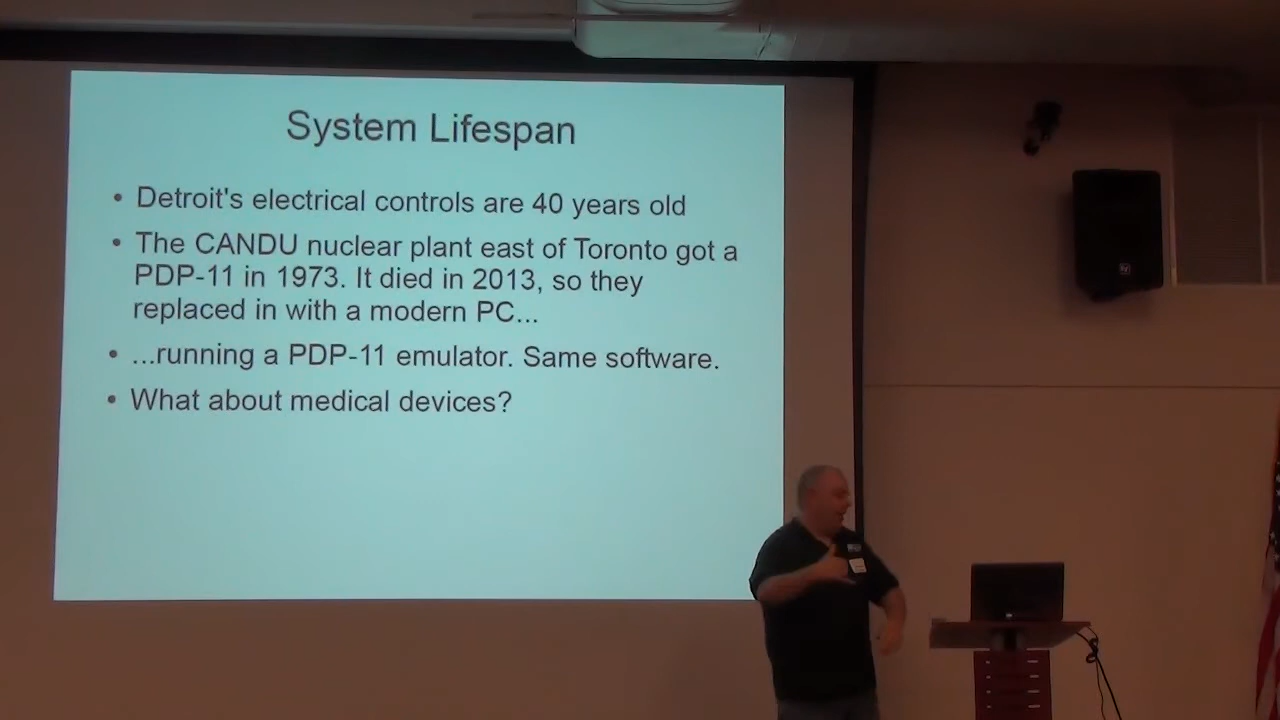 System Lifespan
• Detroit's electrical controls are 40 years old
• The CANDU nuclear plant east of Toronto got a
PDP-11 in 1973. It died in 2013, so they
replaced in with a modern PC...
• ...running a PDP-11 emulator. Same software.
• What about medical devices?